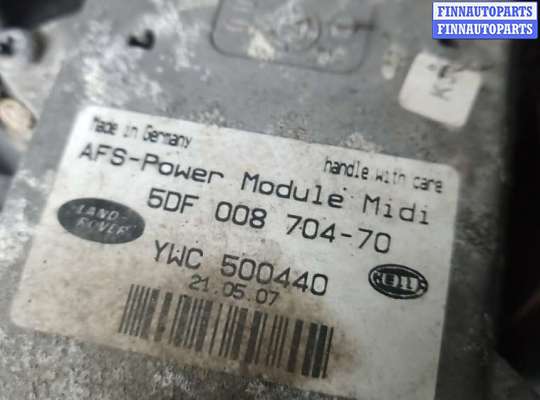 FINNAUTOPARTS
FINNAUTOPARTS
Made in Germany
handle with care
AFS-Power Module Midi
5DF 008 704-70
LAND
ROVER
YWC 500440
HELLA
21.05.07